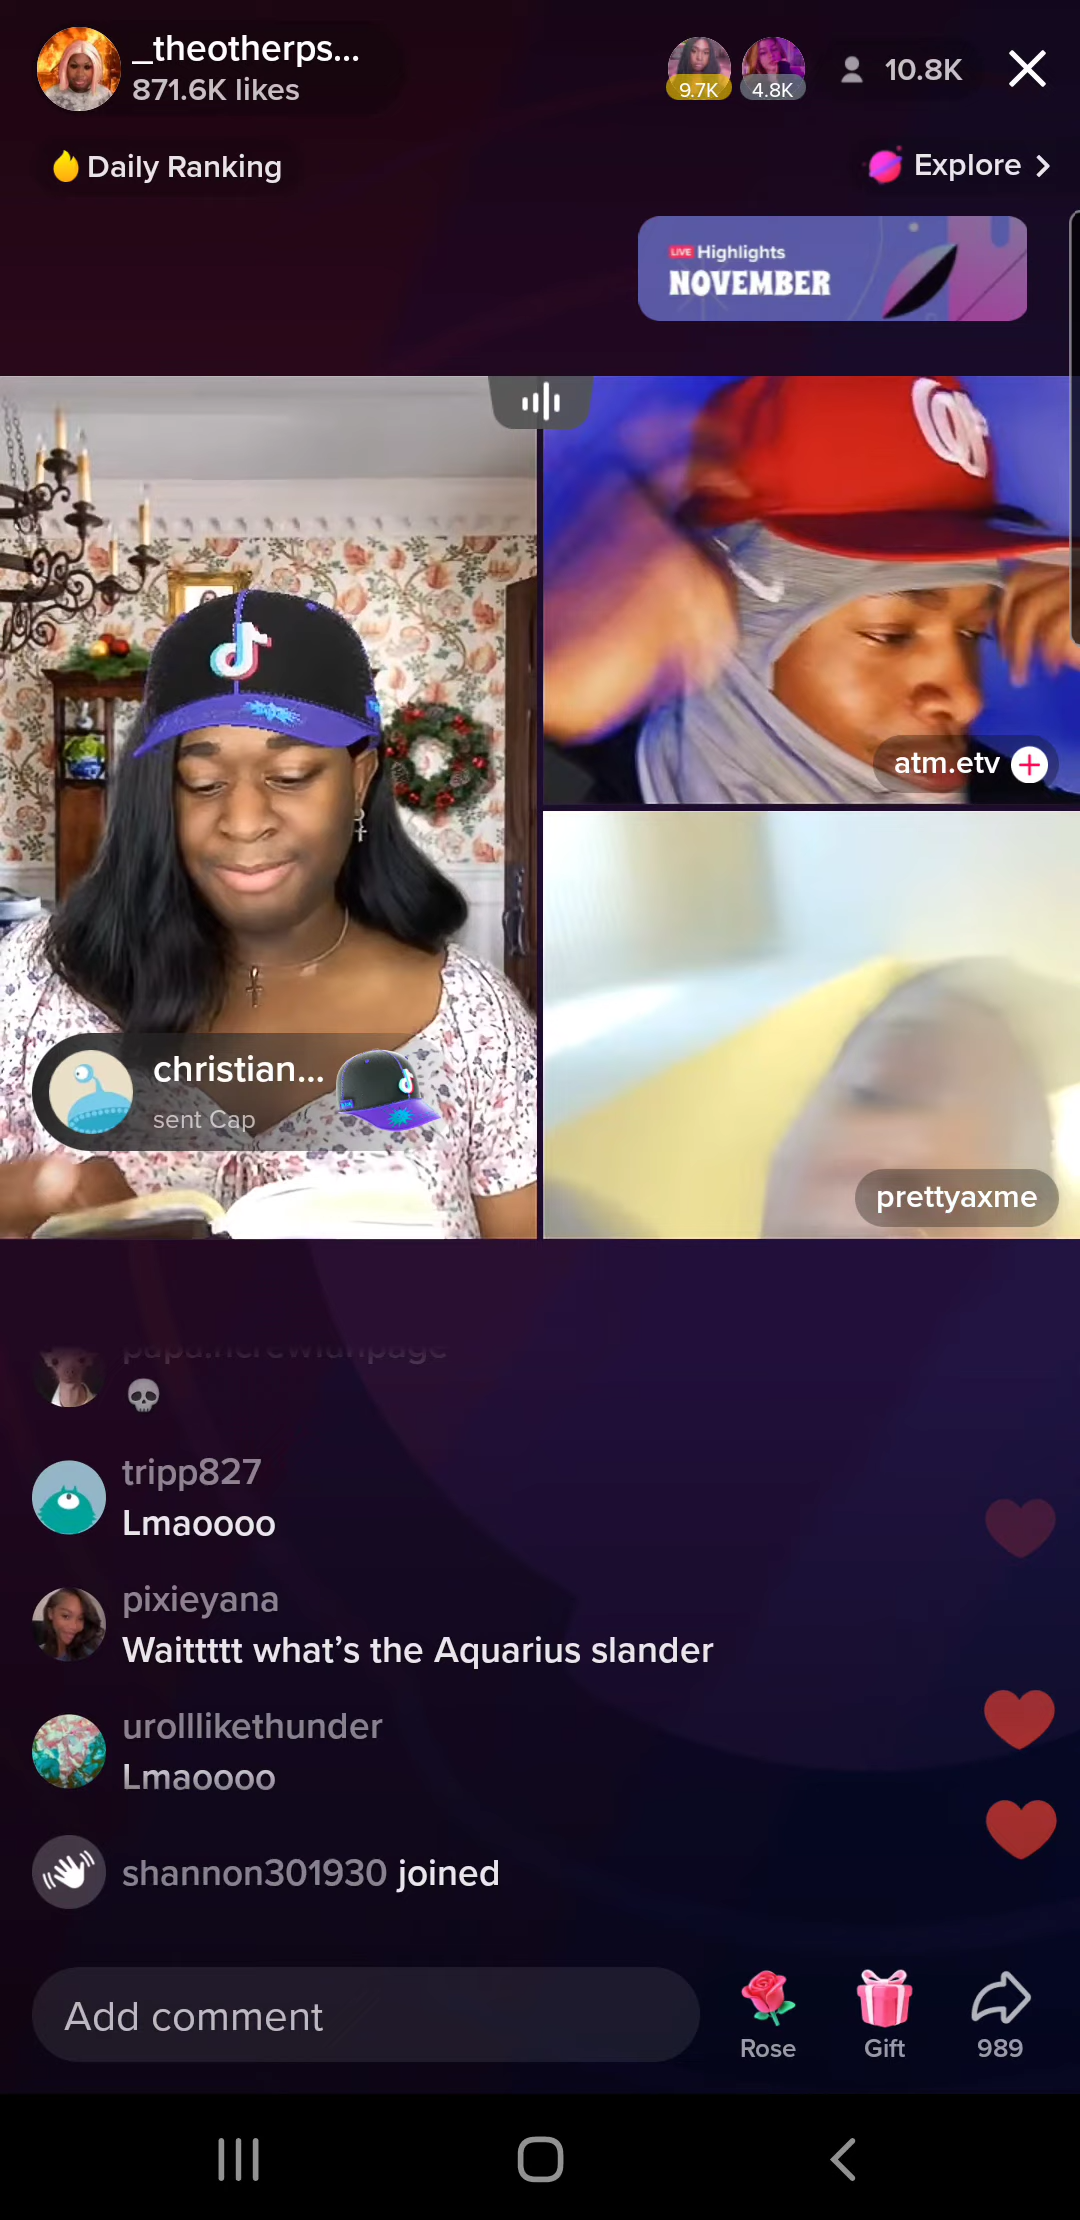 _theotherps...
871.6K likes
9.7K
4.8K
10.8K
Daily Ranking
Explore
LIVE Highlights
NOVEMBER
atm.etv
christian...
sent Cap
prettyaxme
💀
tripp827
Lmaoooo
pixieyana
Waittttt what’s the Aquarius slander
urolllikethunder
Lmaoooo
shannon301930 joined
Add comment
Rose
Gift
989